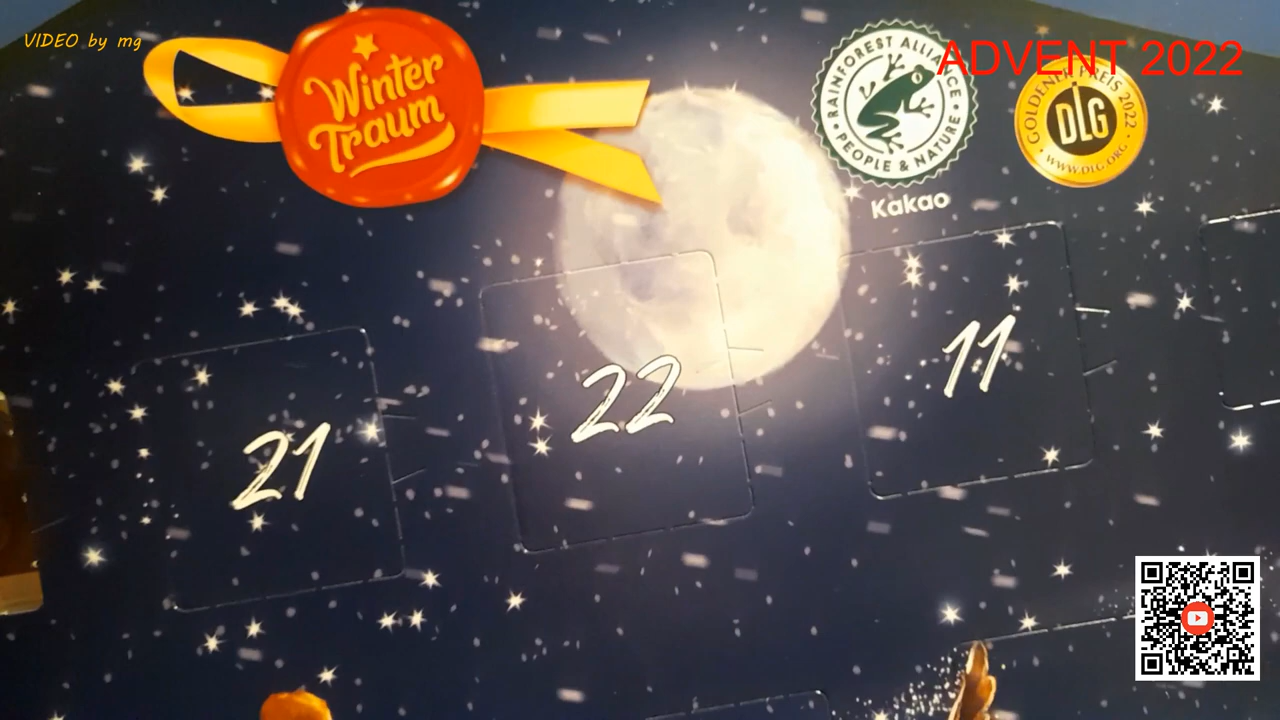 VIDEO by mg
ADVENT 2022
Winter
Traum
RAINFOREST ALLIANCE
PEOPLE & NATURE
Kakao
GOLDENER PREIS 2022
DLG
WWW.DLG.ORG
21
22
11